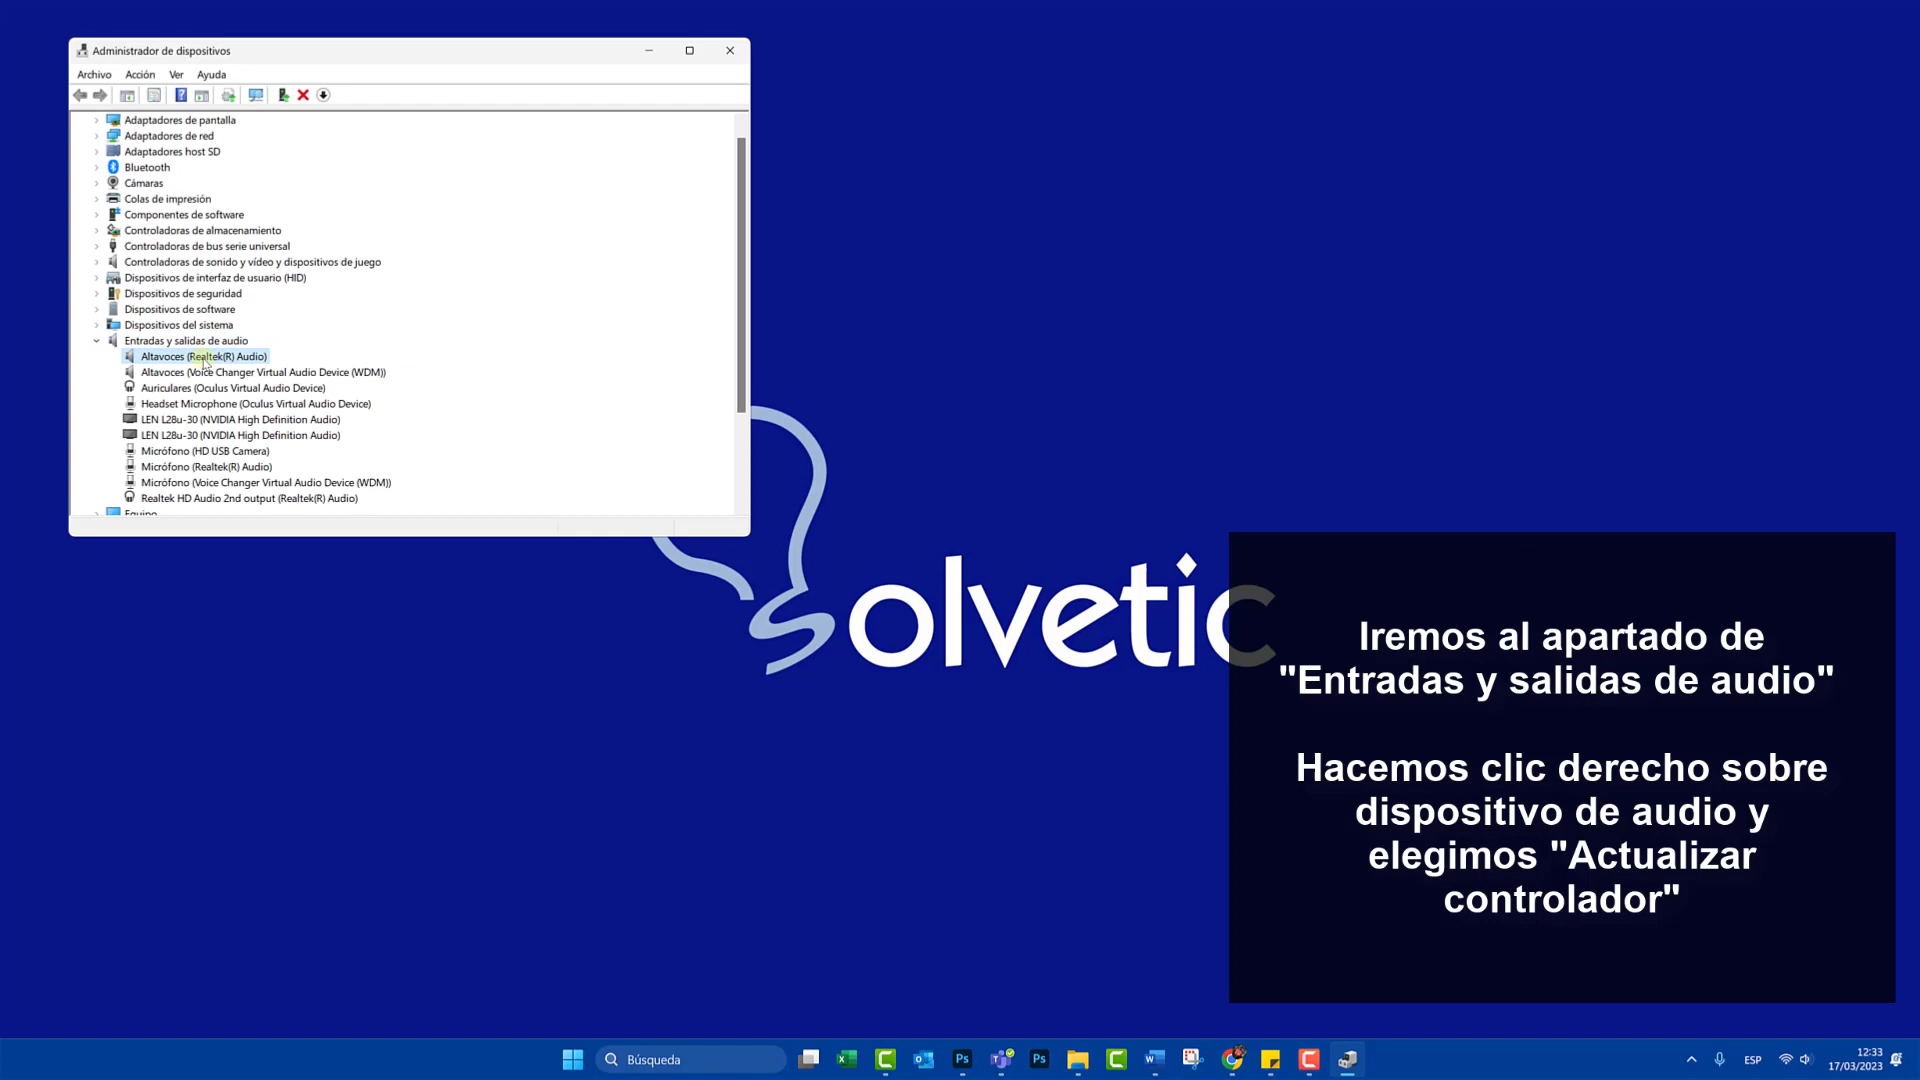 Administrador de dispositivos
Archivo Acción Ver Ayuda
Adaptadores de pantalla
Adaptadores de red
Adaptadores host SD
Bluetooth
Cámaras
Colas de impresión
Componentes de software
Controladoras de almacenamiento
Controladoras de bus serie universal
Controladoras de sonido y vídeo y dispositivos de juego
Dispositivos de interfaz de usuario (HID)
Dispositivos de seguridad
Dispositivos de software
Dispositivos del sistema
Entradas y salidas de audio
Altavoces (Realtek(R) Audio)
Altavoces (Voice Changer Virtual Audio Device (WDM))
Auriculares (Oculus Virtual Audio Device)
Headset Microphone (Oculus Virtual Audio Device)
LEN L28u-30 (NVIDIA High Definition Audio)
LEN L28u-30 (NVIDIA High Definition Audio)
Micrófono (HD USB Camera)
Micrófono (Realtek(R) Audio)
Micrófono (Voice Changer Virtual Audio Device (WDM))
Realtek HD Audio 2nd output (Realtek(R) Audio)
Equipo
Solvetic
Iremos al apartado de
"Entradas y salidas de audio"
Hacemos clic derecho sobre
dispositivo de audio y
elegimos "Actualizar
controlador"
Búsqueda
ESP
12:33
17/03/2023